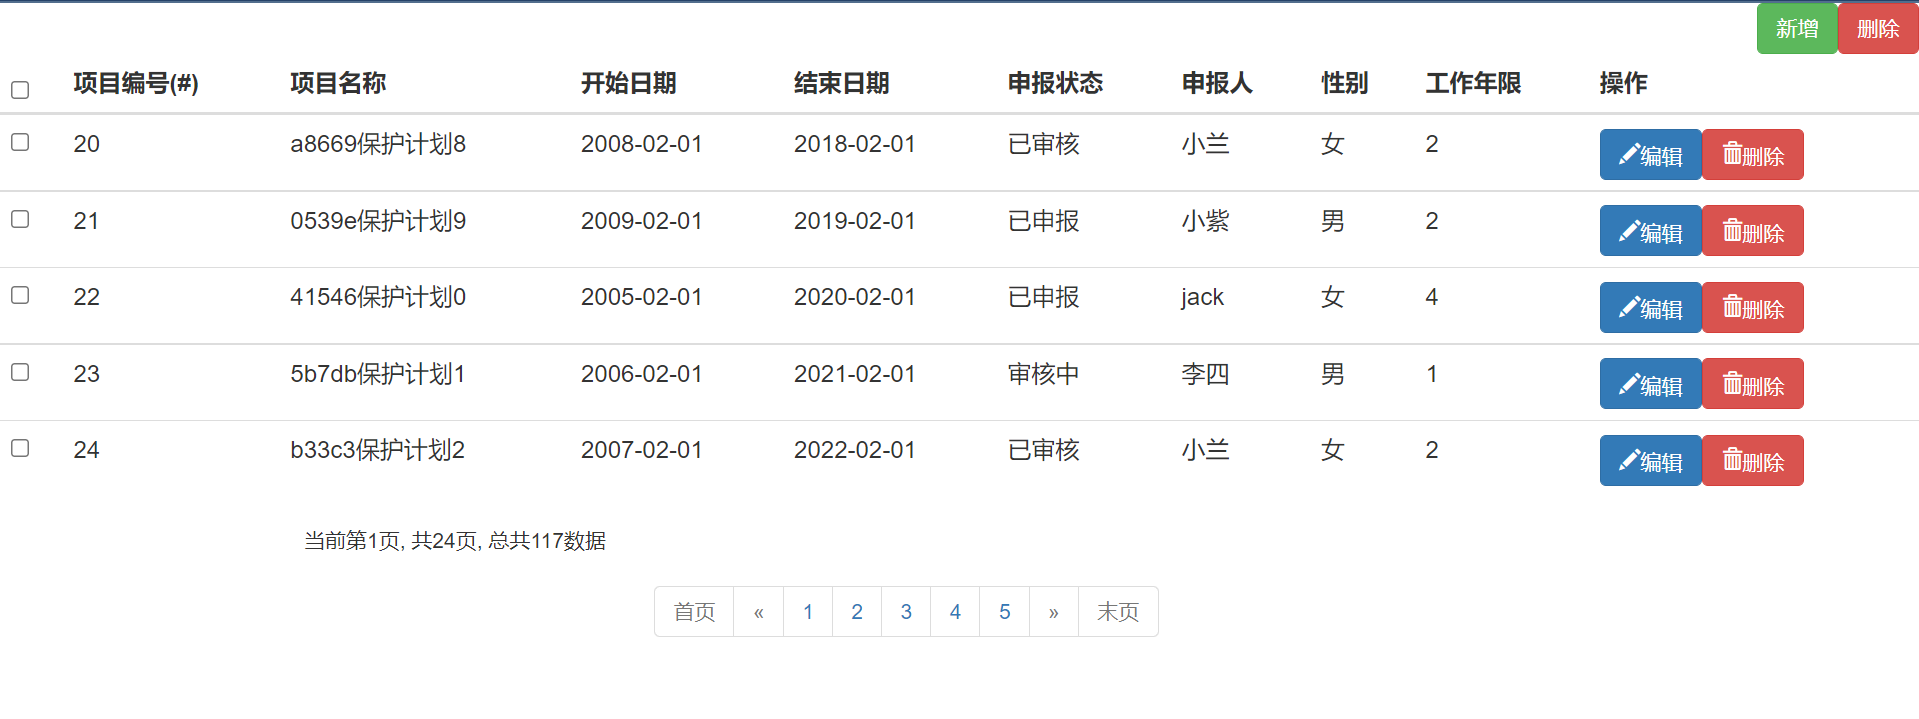 新增 删除
项目编号(#) 项目名称 开始日期 结束日期 申报状态 申报人 性别 工作年限 操作
20 a8669保护计划8 2008-02-01 2018-02-01 已审核 小兰 女 2 编辑 删除
21 0539e保护计划9 2009-02-01 2019-02-01 已申报 小紫 男 2 编辑 删除
22 41546保护计划0 2005-02-01 2020-02-01 已申报 jack 女 4 编辑 删除
23 5b7db保护计划1 2006-02-01 2021-02-01 审核中 李四 男 1 编辑 删除
24 b33c3保护计划2 2007-02-01 2022-02-01 已审核 小兰 女 2 编辑 删除
当前第1页, 共24页, 总共117数据
首页 « 1 2 3 4 5 » 末页